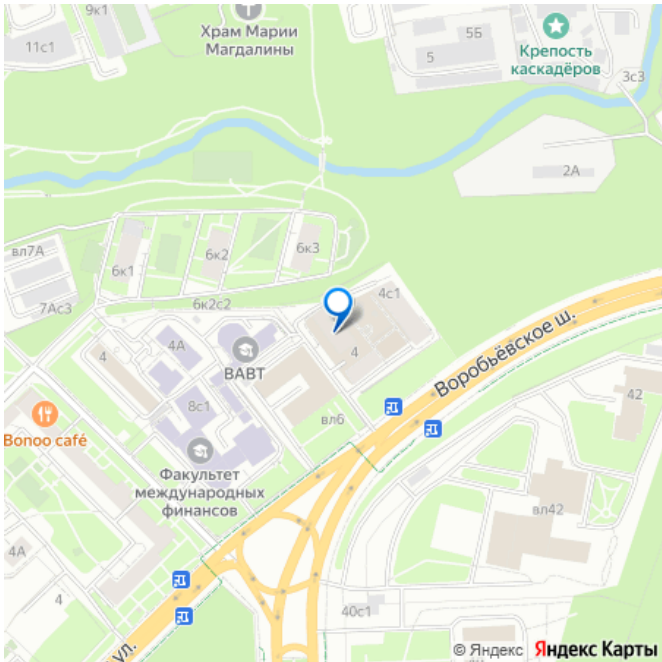 9к1
11с1
Храм Марии
Магдалины
5Б
5
Крепость
каскадёров
3с3
2А
вл7А
6к1
6к2
6к3
7Ас3
6к2с2
4с1
4
4А
ВАВТ
4
Воробьёвское ш.
8с1
вл6
42
Bonoo café
Факультет
международных
финансов
вл42
4А
4
40с1
ул.
© Яндекс Яндекс Карты